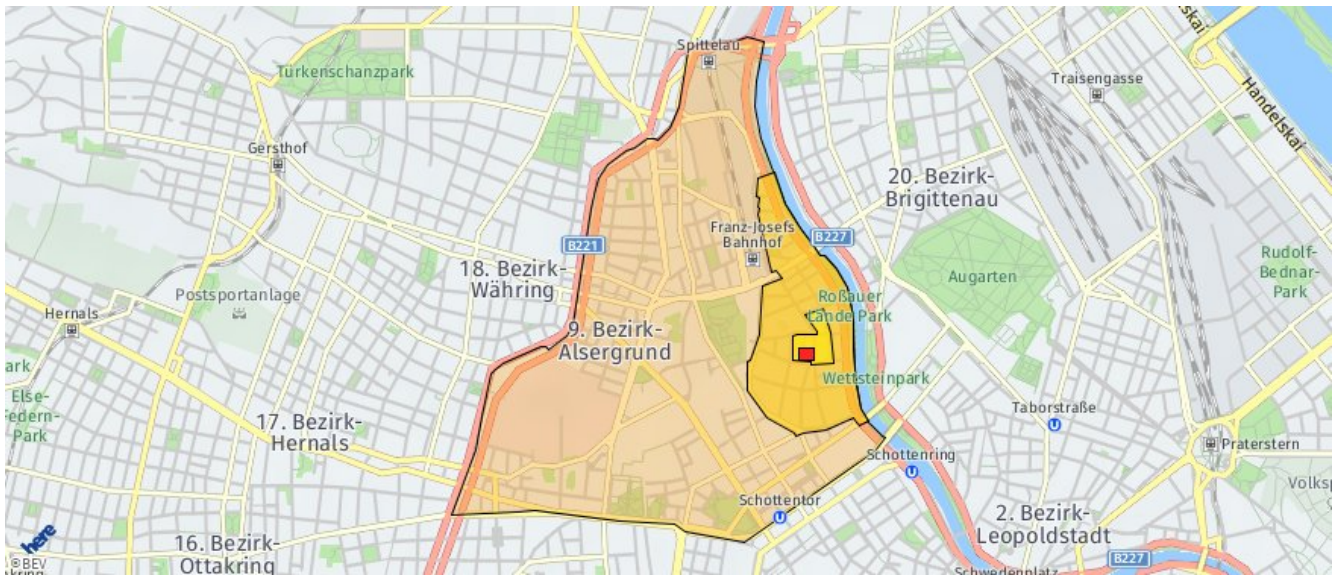 Spittelau
Türkenschanzpark
Traisengasse
Handelskai
Gersthof
20. Bezirk-
Brigittenau
Franz-Josefs
Bahnhof
B227
B221
18. Bezirk-
Währing
Augarten
Rudolf-
Bednar-
Park
Postsportanlage
Hernals
Roßauer
Lände Park
9. Bezirk-
Alsergrund
ark
Else-
Federn-
Park
Wettsteinpark
17. Bezirk-
Hernals
Taborstraße
U
Praterstern
Schottenring
U
Schottentor
U
2. Bezirk-
Leopoldstadt
16. Bezirk-
Ottakring
B227
here
©BEV